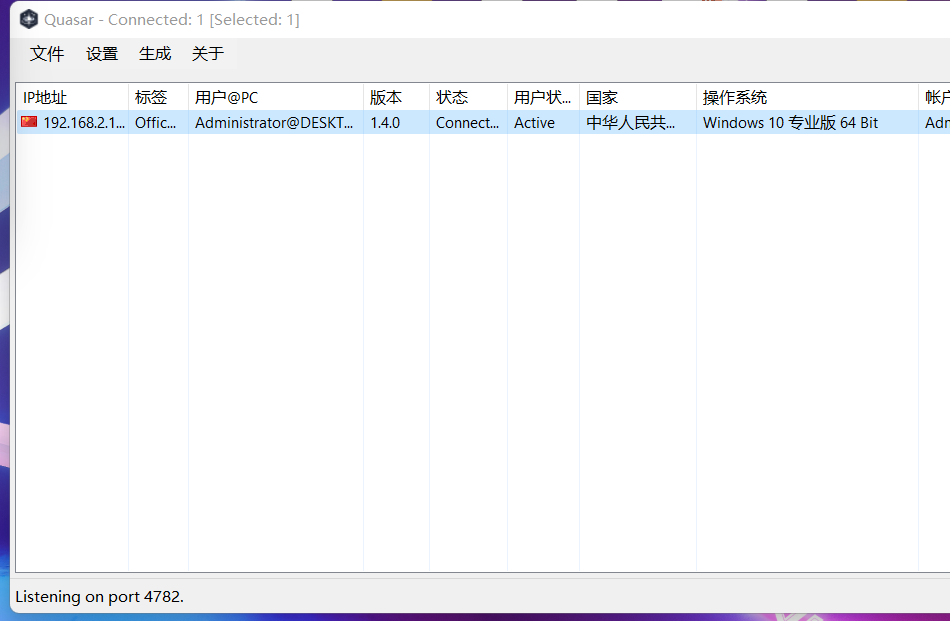 Quasar - Connected: 1 [Selected: 1]
文件 设置 生成 关于
IP地址 标签 用户@PC 版本 状态 用户状... 国家 操作系统 帐户
192.168.2.1... Offic... Administrator@DESKT... 1.4.0 Connect... Active 中华人民共... Windows 10 专业版 64 Bit Adm
Listening on port 4782.